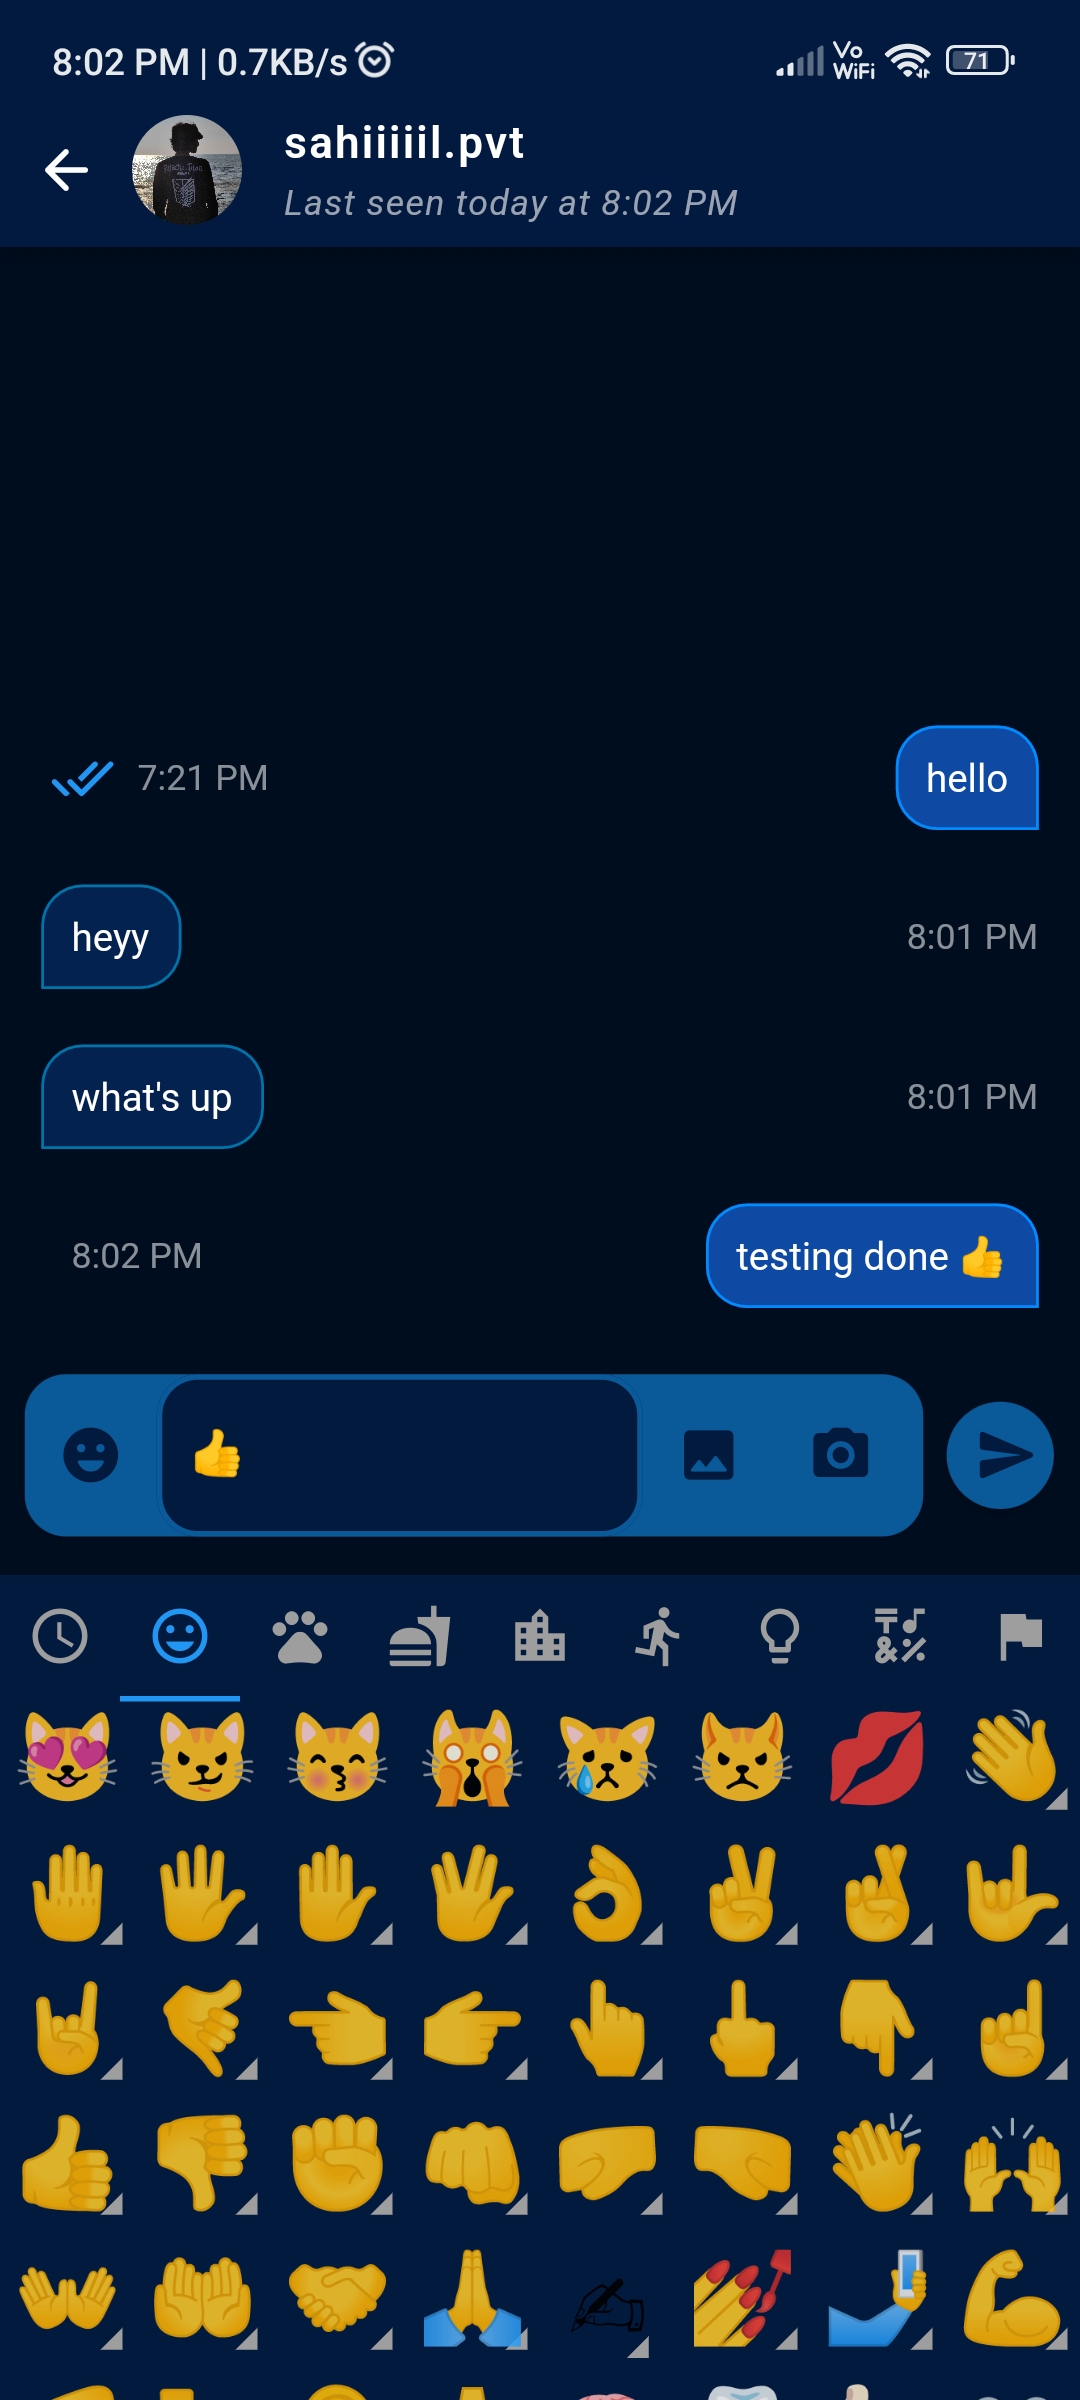 8:02 PM | 0.7KB/s
Vo
WiFi
71
sahiiiiil.pvt
Last seen today at 8:02 PM
7:21 PM
hello
heyy
8:01 PM
what's up
8:01 PM
8:02 PM
testing done 👍
👍